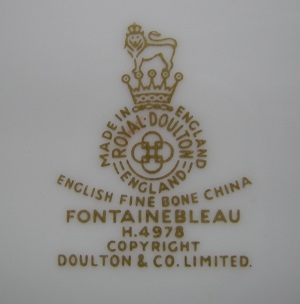 MADE IN ENGLAND
ROYAL·DOULTON
ENGLAND
ENGLISH FINE BONE CHINA
FONTAINEBLEAU
H.4978
COPYRIGHT
DOULTON & CO. LIMITED.